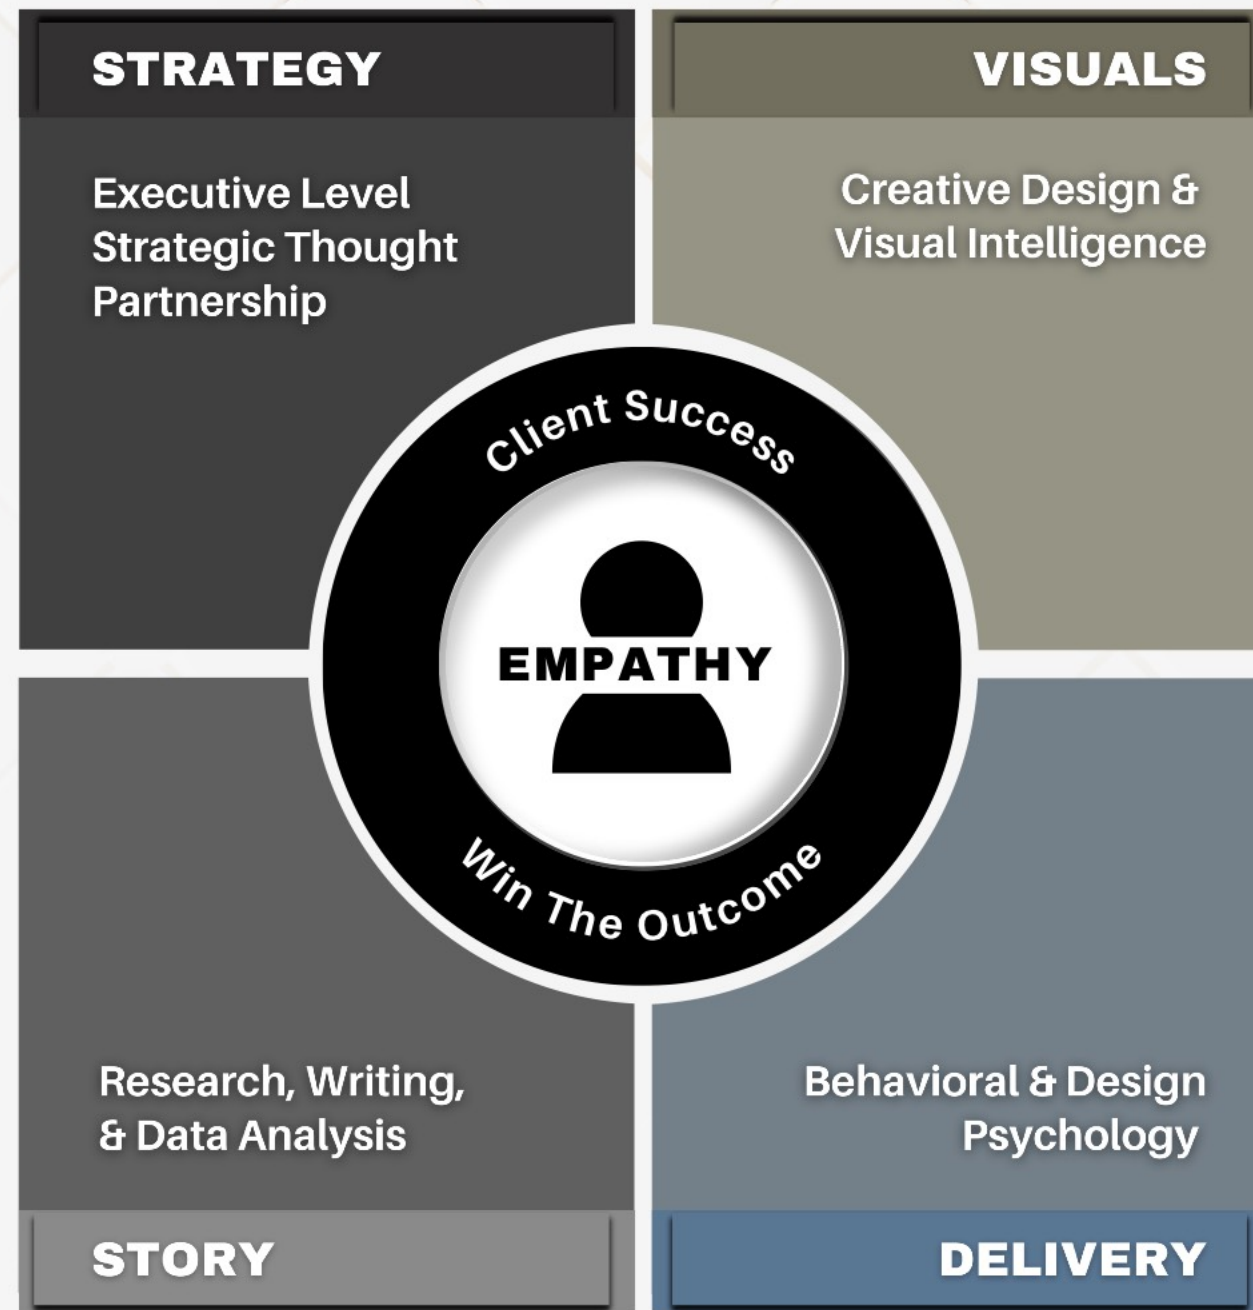 STRATEGY
Executive Level
Strategic Thought
Partnership
VISUALS
Creative Design &
Visual Intelligence
Client Success
EMPATHY
Win The Outcome
Research, Writing,
& Data Analysis
STORY
Behavioral & Design
Psychology
DELIVERY